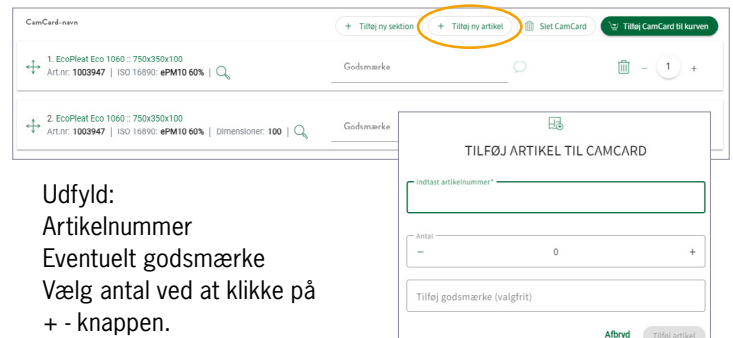 CamCard-navn
+ Tilføj ny sektion + Tilføj ny artikel Slet CamCard Tilføj CamCard til kurven
1. EcoPleat Eco 1060 :: 750x350x100
Art.nr: 1003947 | ISO 16890: ePM10 60% |
Godsmærke
– 1 +
2. EcoPleat Eco 1060 :: 750x350x100
Art.nr: 1003947 | ISO 16890: ePM10 60% | Dimensioner: 100 |
Godsmærke
TILFØJ ARTIKEL TIL CAMCARD
Indtast artikelnummer*
Antal
– 0 +
Tilføj godsmærke (valgfrit)
Afbryd Tilføj artikel
Udfyld:
Artikelnummer
Eventuelt godsmærke
Vælg antal ved at klikke på
+ - knappen.